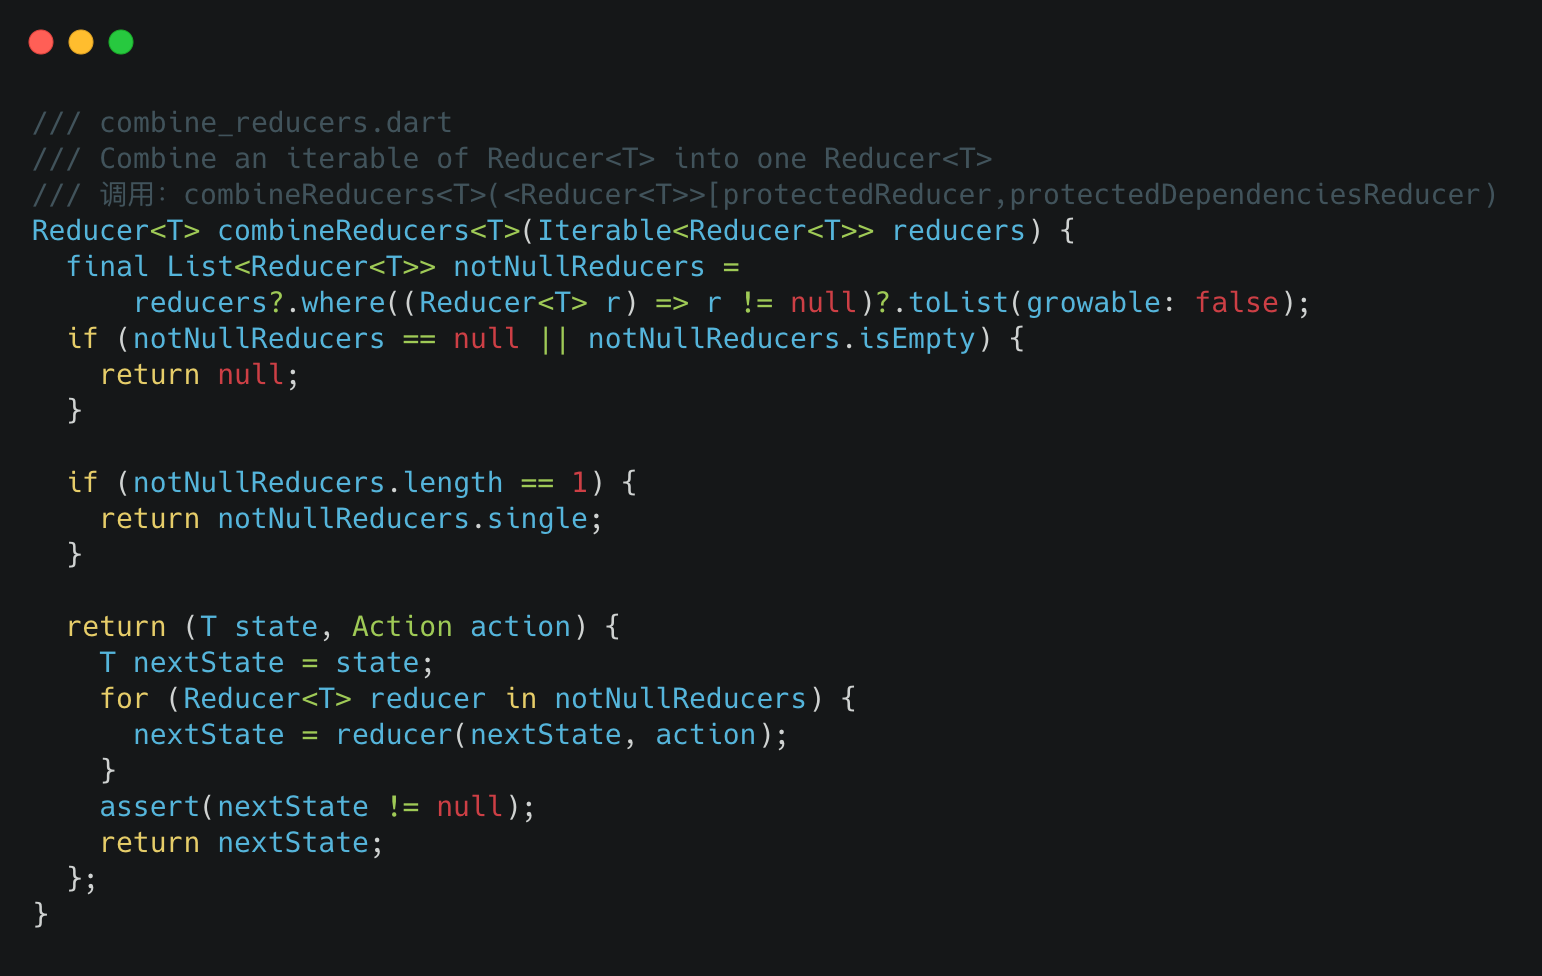 /// combine_reducers.dart
/// Combine an iterable of Reducer<T> into one Reducer<T>
/// 调用：combineReducers<T>(<Reducer<T>>[protectedReducer,protectedDependenciesReducer)
Reducer<T> combineReducers<T>(Iterable<Reducer<T>> reducers) {
  final List<Reducer<T>> notNullReducers =
      reducers?.where((Reducer<T> r) => r != null)?.toList(growable: false);
  if (notNullReducers == null || notNullReducers.isEmpty) {
    return null;
  }

  if (notNullReducers.length == 1) {
    return notNullReducers.single;
  }

  return (T state, Action action) {
    T nextState = state;
    for (Reducer<T> reducer in notNullReducers) {
      nextState = reducer(nextState, action);
    }
    assert(nextState != null);
    return nextState;
  };
}